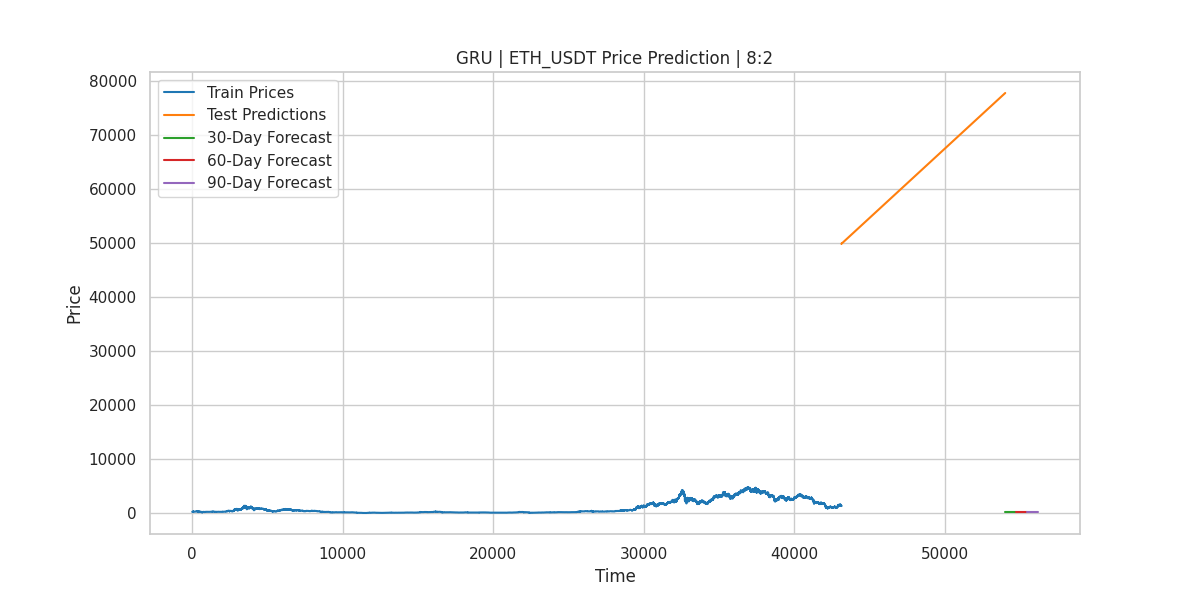 GRU | ETH_USDT Price Prediction | 8:2
Train Prices
Test Predictions
30-Day Forecast
60-Day Forecast
90-Day Forecast
Price
80000
70000
60000
50000
40000
30000
20000
10000
0
0 10000 20000 30000 40000 50000
Time